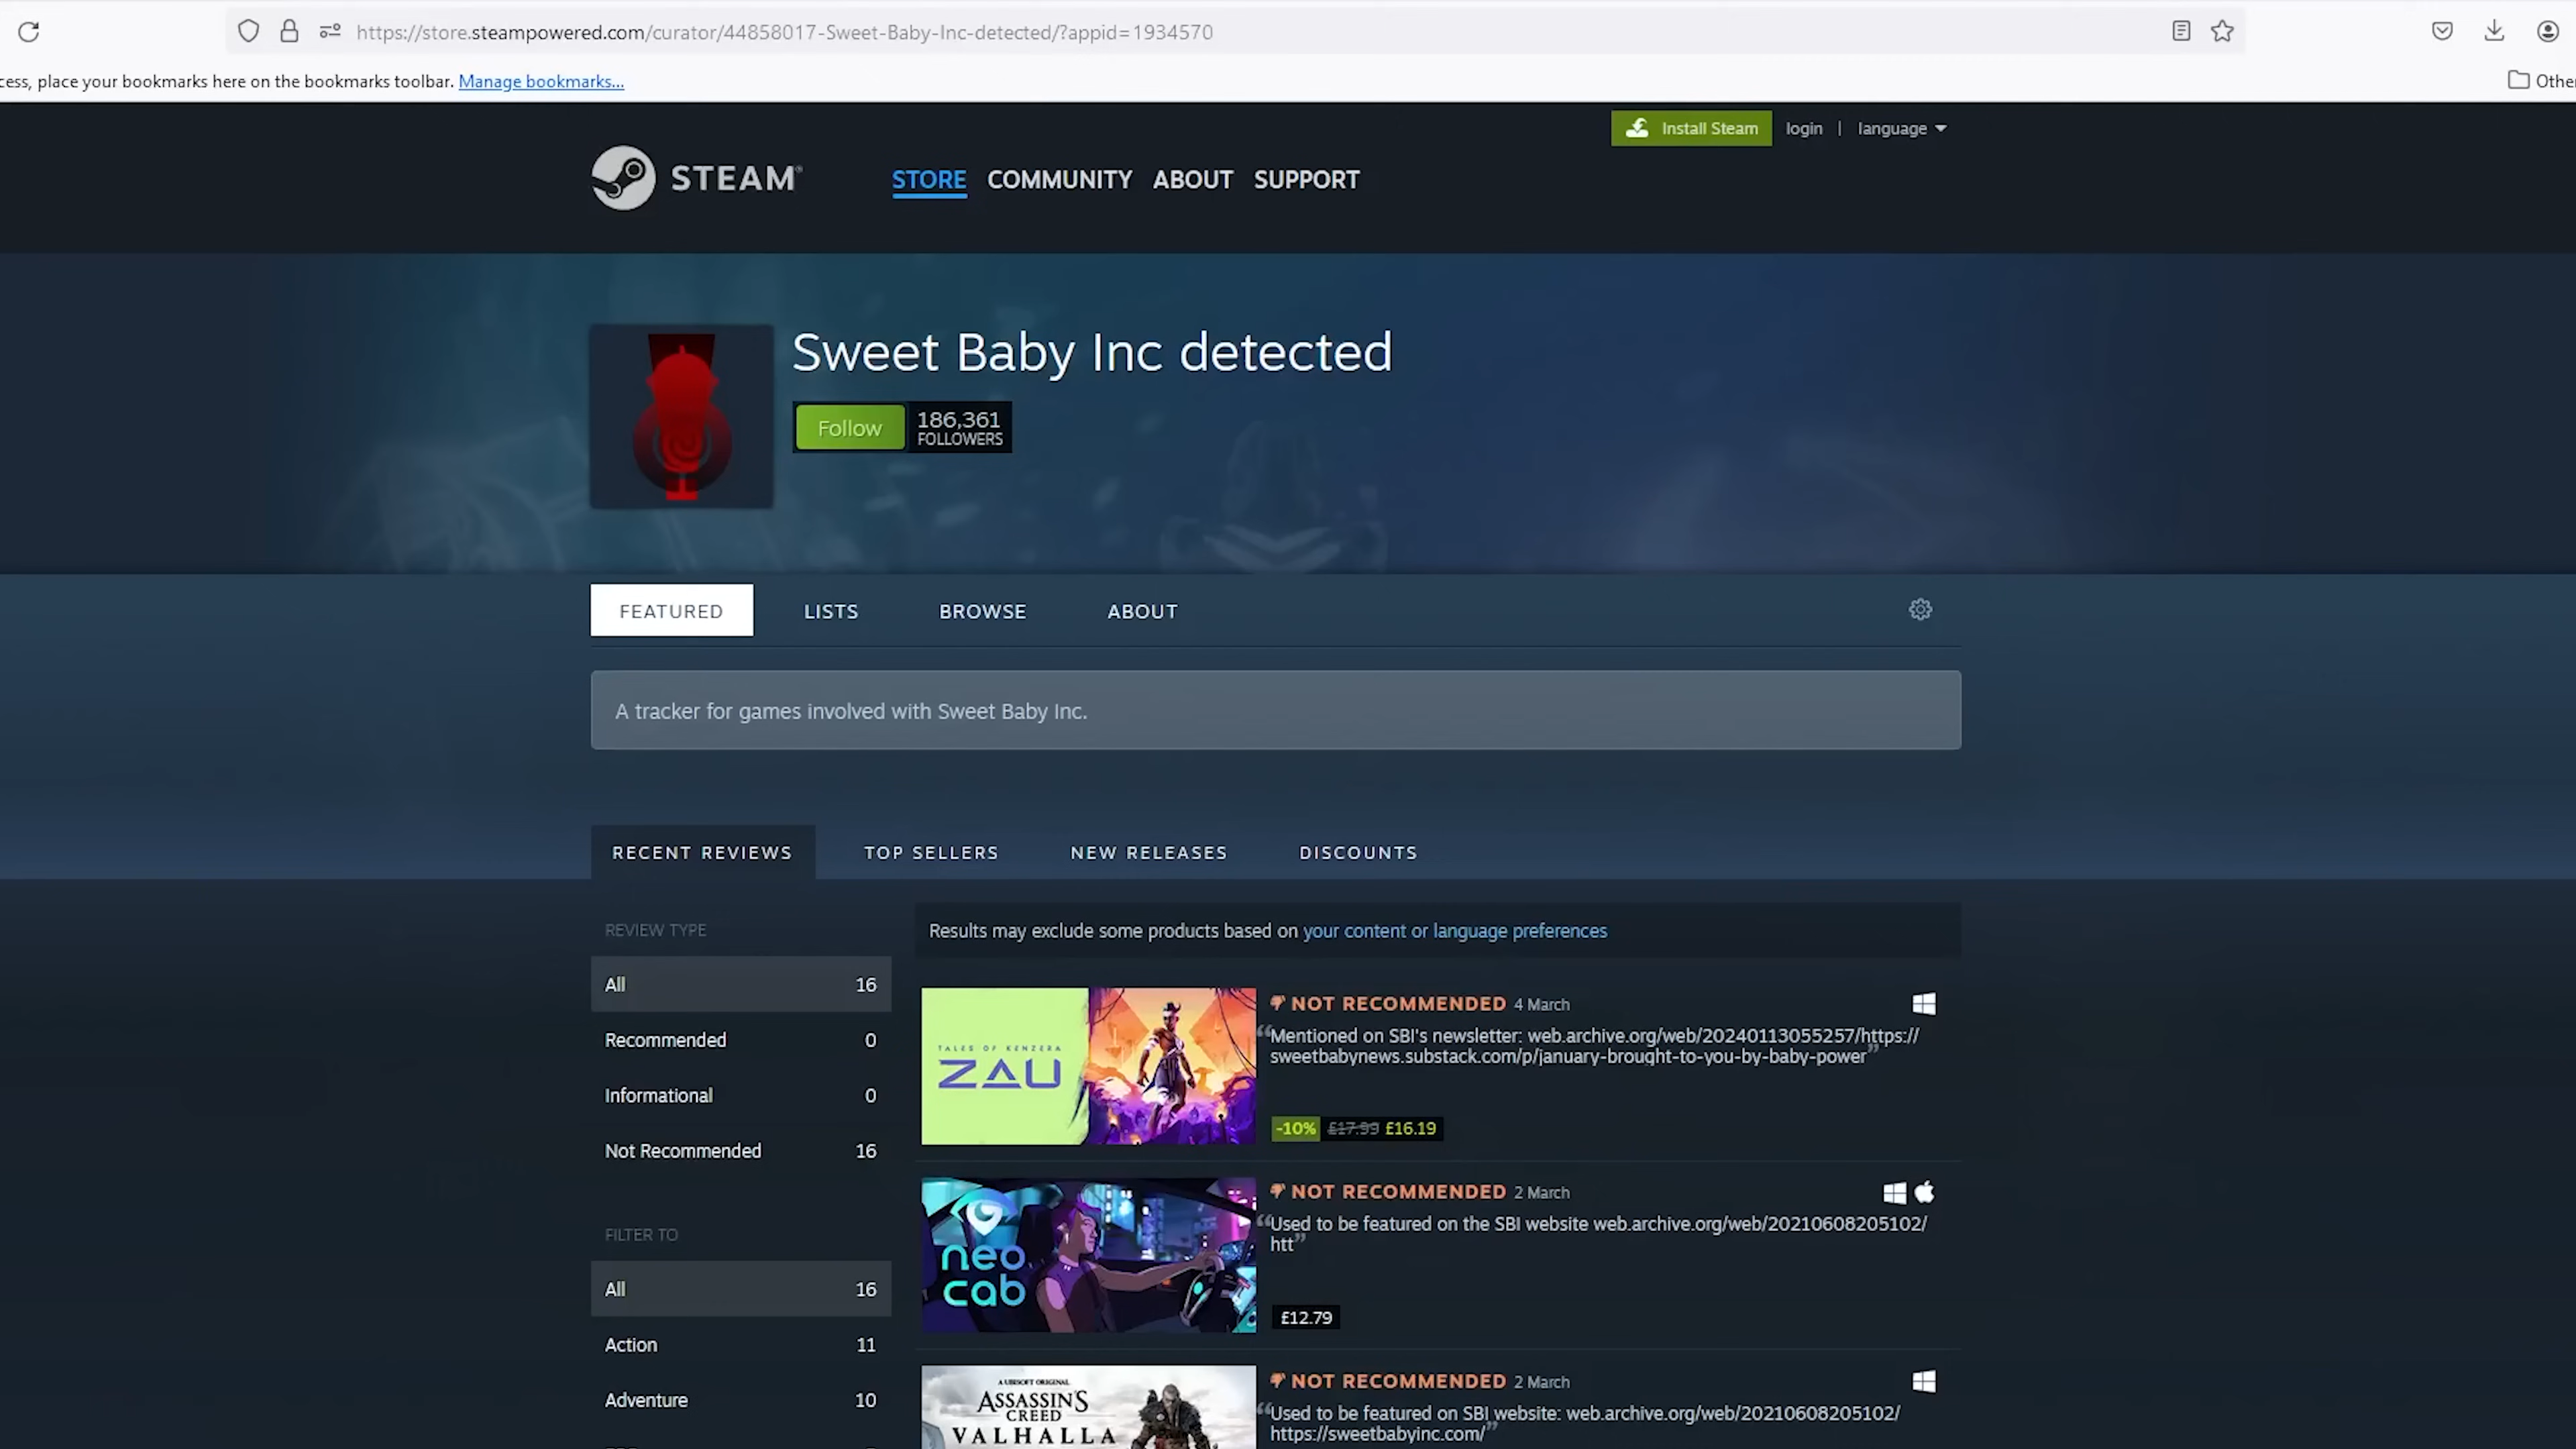 https://store.steampowered.com/curator/44858017-Sweet-Baby-Inc-detected/?appid=1934570
cess, place your bookmarks here on the bookmarks toolbar. Manage bookmarks...
Othe
Install Steam
login | language
STEAM®
STORE COMMUNITY ABOUT SUPPORT
Sweet Baby Inc detected
Follow
186,361
FOLLOWERS
FEATURED LISTS BROWSE ABOUT
A tracker for games involved with Sweet Baby Inc.
RECENT REVIEWS TOP SELLERS NEW RELEASES DISCOUNTS
REVIEW TYPE
All 16
Recommended 0
Informational 0
Not Recommended 16
FILTER TO
All 16
Action 11
Adventure 10
Results may exclude some products based on your content or language preferences
TALES OF KENZERA
ZAU
NOT RECOMMENDED 4 March
“Mentioned on SBI's newsletter: web.archive.org/web/20240113055257/https://
sweetbabynews.substack.com/p/january-brought-to-you-by-baby-power”
-10% £17.99 £16.19
neo
cab
NOT RECOMMENDED 2 March
“Used to be featured on the SBI website web.archive.org/web/20210608205102/
htt”
£12.79
A UBISOFT ORIGINAL
ASSASSIN'S
CREED
VALHALLA
NOT RECOMMENDED 2 March
“Used to be featured on SBI website: web.archive.org/web/20210608205102/
https://sweetbabyinc.com/”